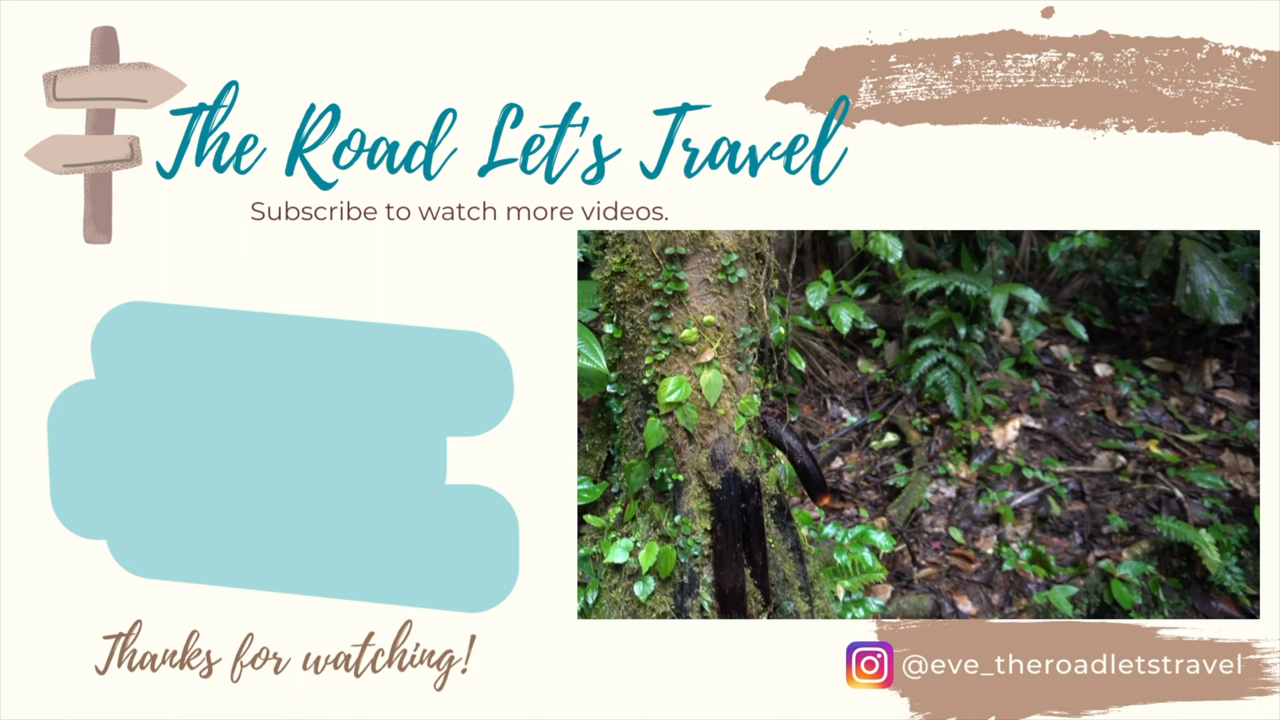 The Road Let's Travel
Subscribe to watch more videos.
Thanks for watching!
@eve_theroadletstravel